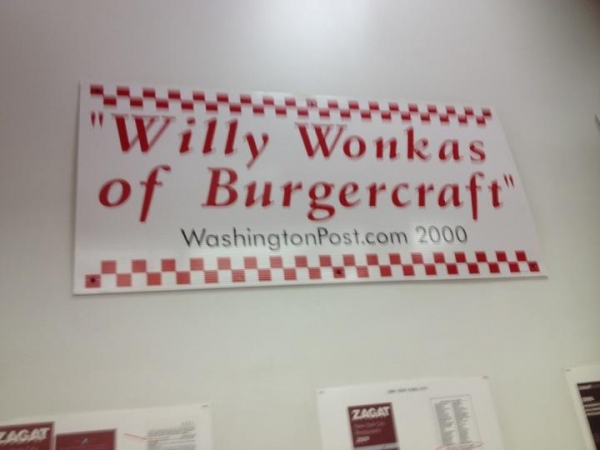 "Willy Wonkas
of Burgercraft"
WashingtonPost.com 2000
ZAGAT
ZAGAT